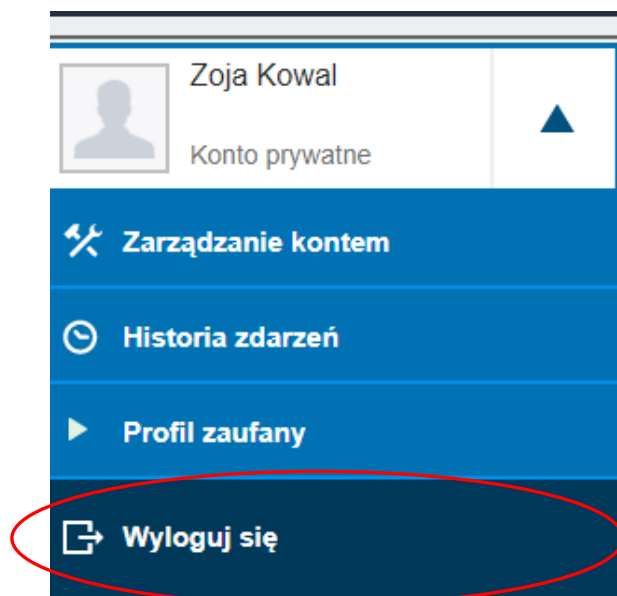 Zoja Kowal
Konto prywatne
Zarządzanie kontem
Historia zdarzeń
Profil zaufany
Wyloguj się